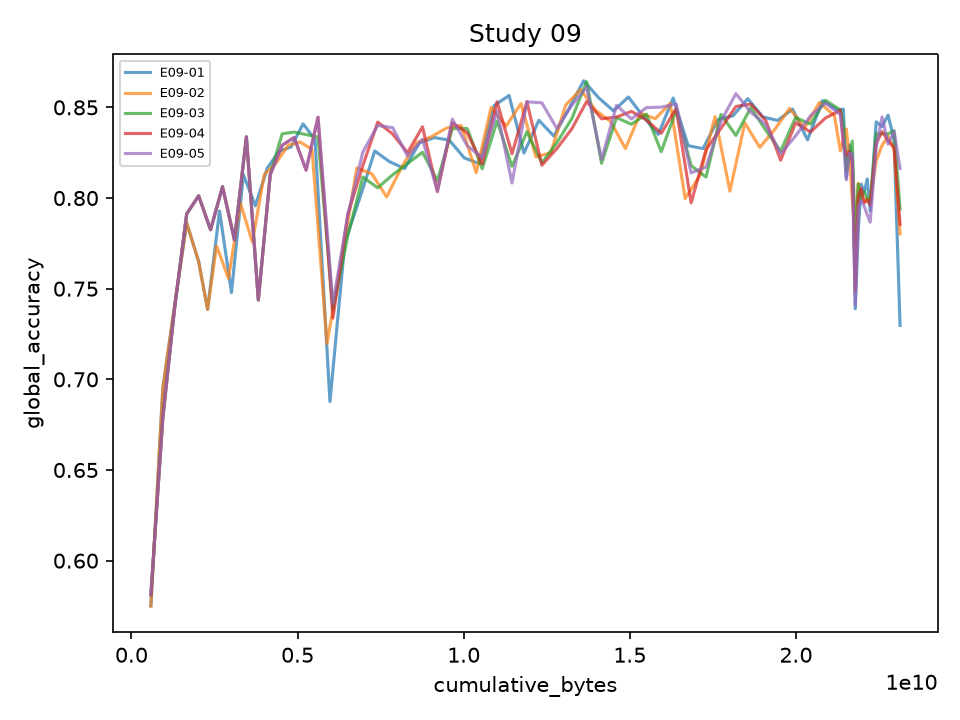 Study 09
E09-01
E09-02
E09-03
E09-04
E09-05
global_accuracy
0.85
0.80
0.75
0.70
0.65
0.60
0.0 0.5 1.0 1.5 2.0
1e10
cumulative_bytes